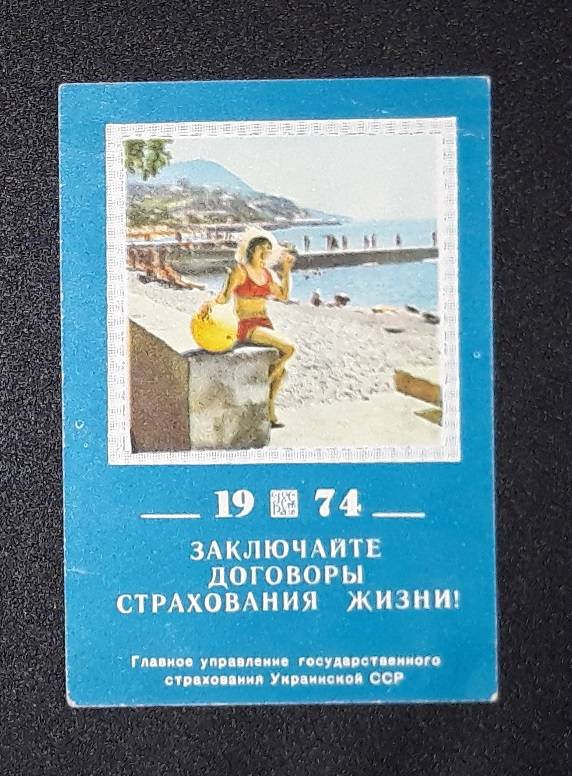 19 74
ЗАКЛЮЧАЙТЕ
ДОГОВОРЫ
СТРАХОВАНИЯ ЖИЗНИ!
Главное управление государственного
страхования Украинской ССР